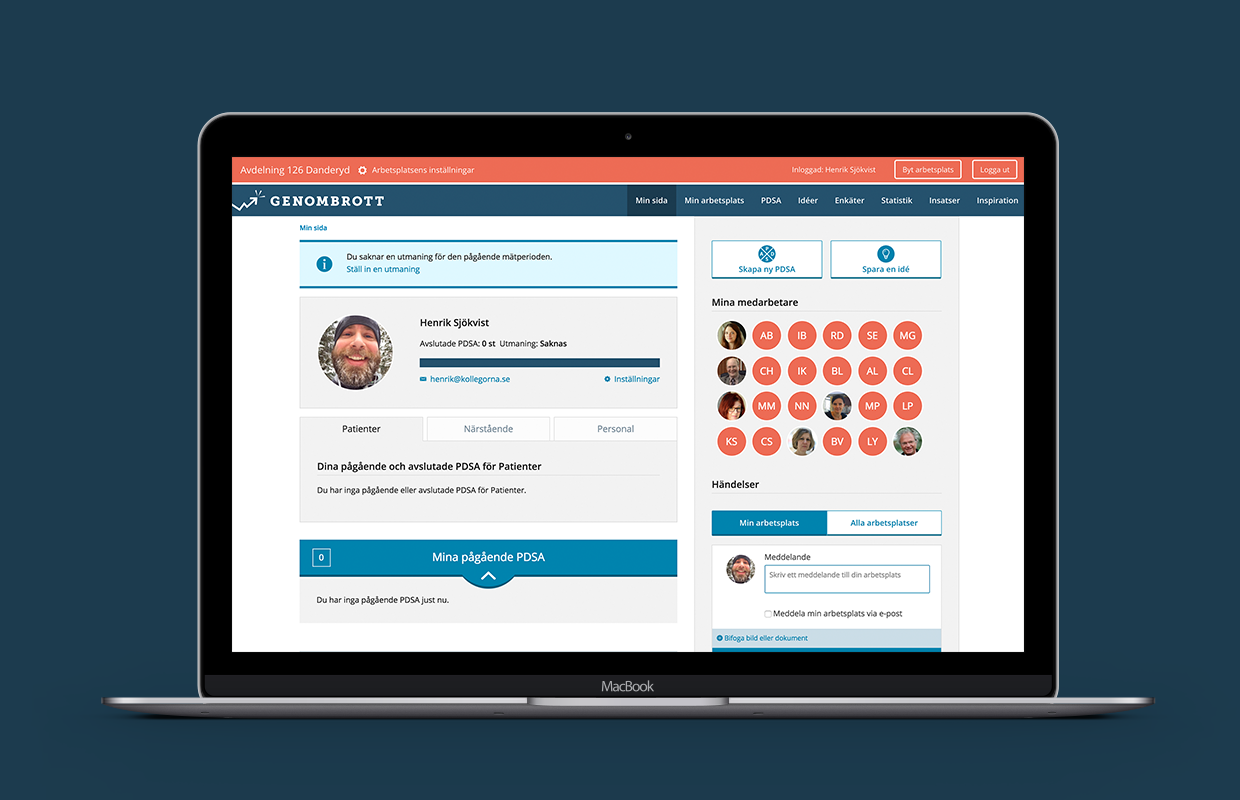 Avdelning 126 Danderyd Arbetsplatsens inställningar Inloggad: Henrik Sjökvist Byt arbetsplats Logga ut
GENOMBROTT Min sida Min arbetsplats PDSA Idéer Enkäter Statistik Insatser Inspiration
Min sida
Du saknar en utmaning för den pågående mätperioden.
Ställ in en utmaning
Henrik Sjökvist
Avslutade PDSA: 0 st Utmaning: Saknas
henrik@kollegorna.se Inställningar
Patienter Närstående Personal
Dina pågående och avslutade PDSA för Patienter
Du har inga pågående eller avslutade PDSA för Patienter.
0 Mina pågående PDSA
Du har inga pågående PDSA just nu.
Skapa ny PDSA Spara en idé
Mina medarbetare
AB IB RD SE MG
CH IK BL AL CL
MM NN MP LP
KS CS BV LY
Händelser
Min arbetsplats Alla arbetsplatser
Meddelande
Skriv ett meddelande till din arbetsplats
Meddela min arbetsplats via e-post
Bifoga bild eller dokument
MacBook